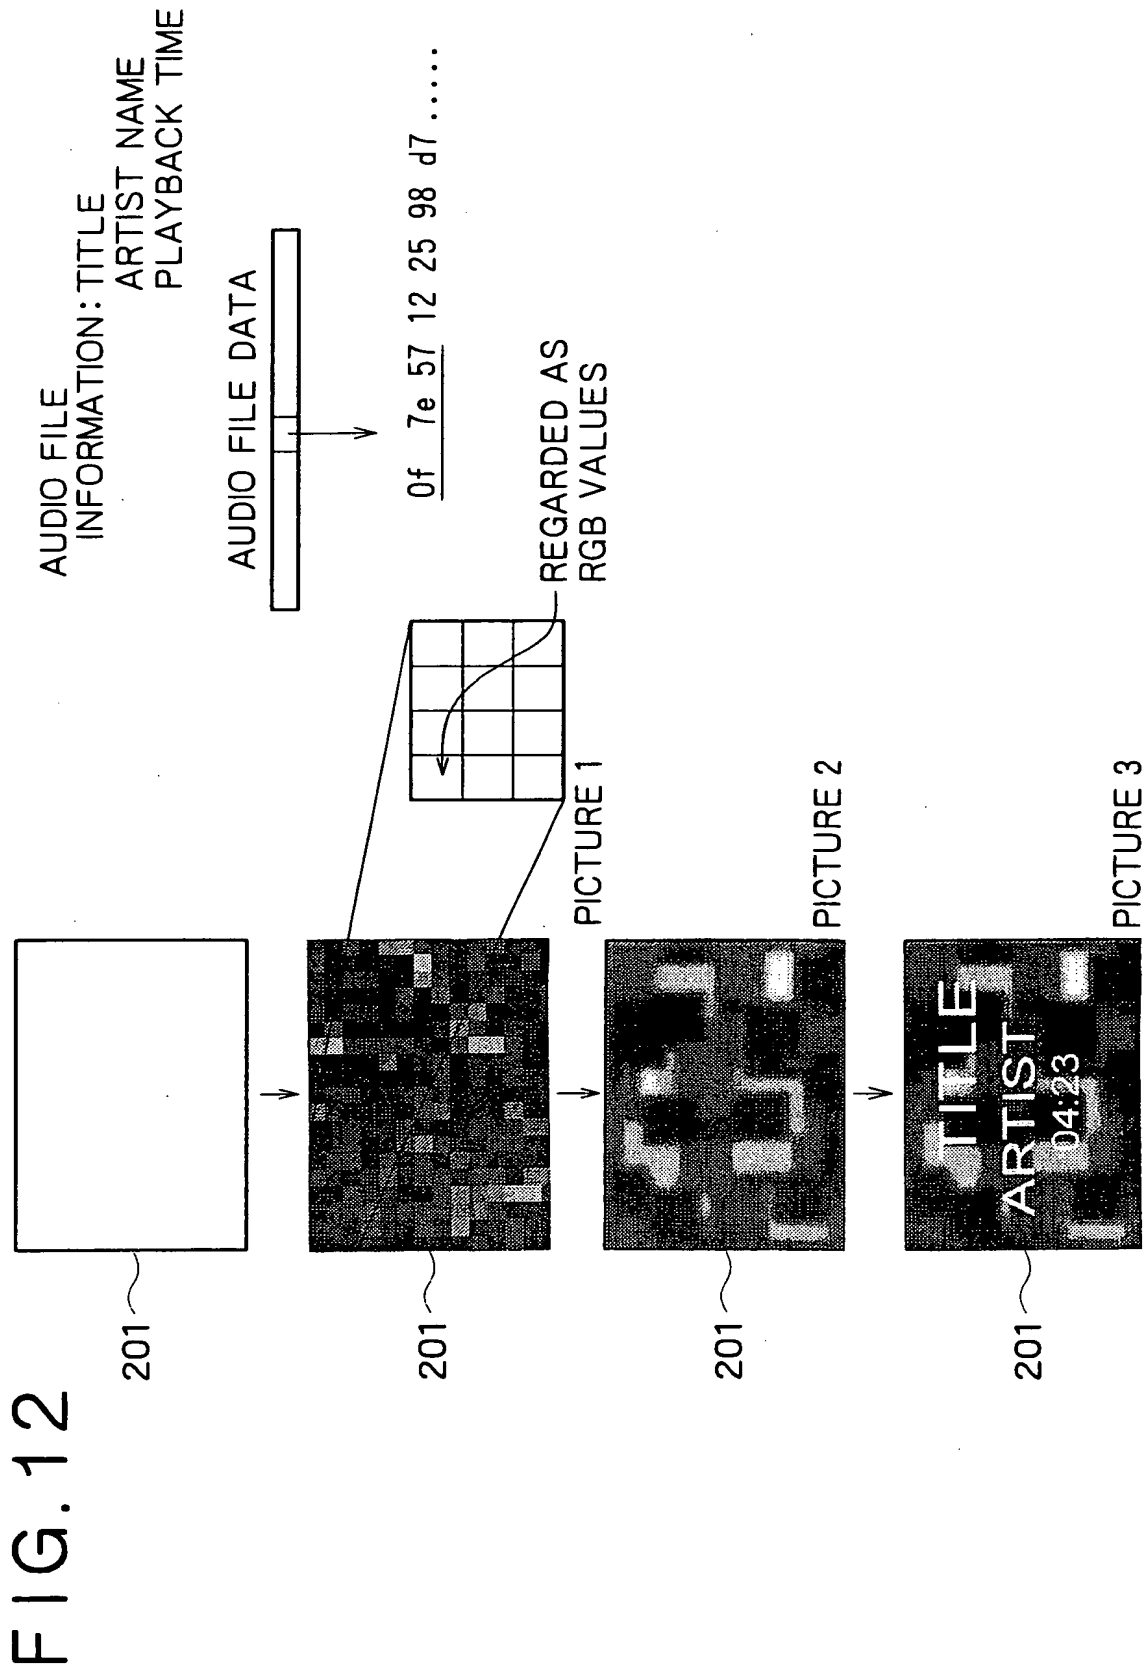 FIG. 12
AUDIO FILE
INFORMATION: TITLE
ARTIST NAME
PLAYBACK TIME
AUDIO FILE DATA
0f 7e 57 12 25 98 d7 .....
REGARDED AS
RGB VALUES
201
201
PICTURE 1
201
PICTURE 2
201
TITLE
ARTIST
04:23
PICTURE 3